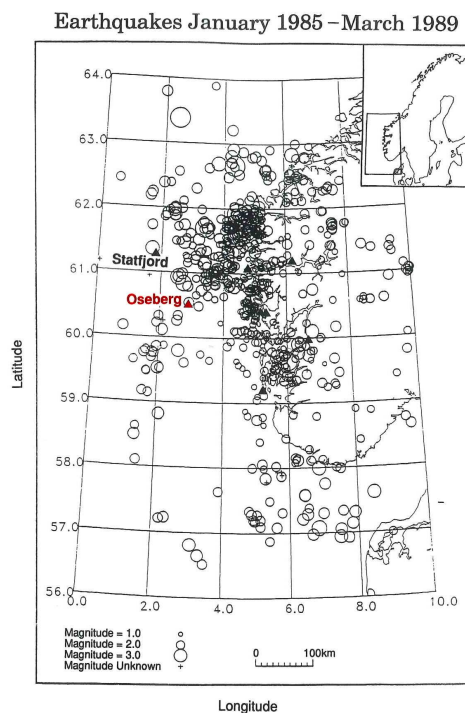 Earthquakes January 1985 – March 1989
64.0
63.0
62.0
Statfjord
61.0
Oseberg
60.0
Latitude
59.0
58.0
57.0
56.0
0.0 2.0 4.0 6.0 8.0 10.0
Magnitude = 1.0
Magnitude = 2.0
Magnitude = 3.0
Magnitude Unknown +
0 100km
Longitude